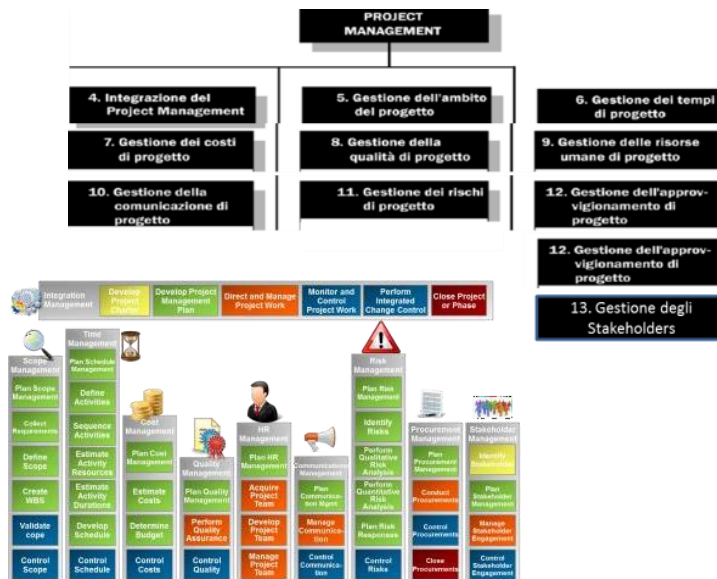 PROJECT
MANAGEMENT
4. Integrazione del
Project Management
5. Gestione dell'ambito
del progetto
6. Gestione dei tempi
di progetto
7. Gestione dei costi
di progetto
8. Gestione della
qualità di progetto
9. Gestione delle risorse
umane di progetto
10. Gestione della
comunicazione di
progetto
11. Gestione dei rischi
di progetto
12. Gestione dell'approv-
vigionamento di
progetto
12. Gestione dell'approv-
vigionamento di
progetto
13. Gestione degli
Stakeholders
Integration
Management
Develop
Project
Charter
Develop Project
Management
Plan
Direct and Manage
Project Work
Monitor and
Control
Project Work
Perform
Integrated
Change Control
Close Project
or Phase
Scope
Management
Plan Scope
Management
Collect
Requirements
Define
Scope
Create
WBS
Validate
cope
Control
Scope
Time
Management
Plan Schedule
Management
Define
Activities
Sequence
Activities
Estimate
Activity
Resources
Estimate
Activity
Durations
Develop
Schedule
Control
Schedule
Cost
Management
Plan Cost
Management
Estimate
Costs
Determine
Budget
Control
Costs
Quality
Management
Plan Quality
Management
Perform
Quality
Assurance
Control
Quality
HR
Management
Plan HR
Management
Acquire
Project
Team
Develop
Project
Team
Manage
Project
Team
Communications
Management
Plan
Communica-
tion Mgmt
Manage
Communica-
tion
Control
Communication
Risk
Management
Plan Risk
Management
Identify
Risks
Perform
Qualitative
Risk
Analysis
Perform
Quantitative
Risk
Analysis
Plan Risk
Responses
Control
Risks
Procurement
Management
Plan
Procurement
Management
Conduct
Procurements
Control
Procurements
Close
Procurements
Stakeholder
Management
Identify
Stakeholder
Plan
Stakeholder
Management
Manage
Stakeholder
Engagement
Control
Stakeholder
Engagement